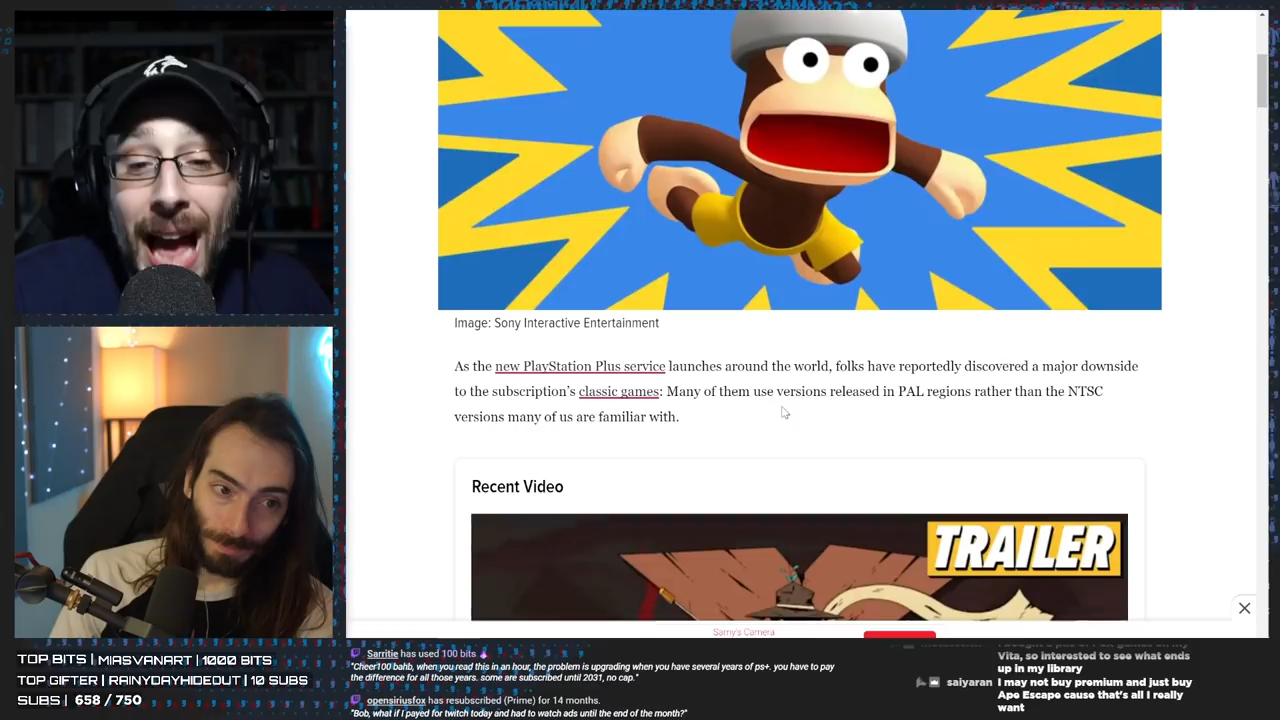 Image: Sony Interactive Entertainment
As the new PlayStation Plus service launches around the world, folks have reportedly discovered a major downside
to the subscription's classic games: Many of them use versions released in PAL regions rather than the NTSC
versions many of us are familiar with.
Recent Video
TRAILER
Samy's Camera
TOP BITS | MIASVANART | 1000 BITS
TOP GIFTER | RAINYDAYHIDEOUT | 10 SUBS
SUBS | 658 / 750
Sarritie has used 100 bits
"Cheer100 bahb, when you read this in an hour, the problem is upgrading when you have several years of ps+. you have to pay
the difference for all those years. some are subscribed until 2031, no cap."
opensiriusfox has resubscribed (Prime) for 14 months.
"Bob, what if I payed for twitch today and had to watch ads until the end of the month?"
Vita, so interested to see what ends
up in my library
saiyaran I may not buy premium and just buy
Ape Escape cause that's all I really
want